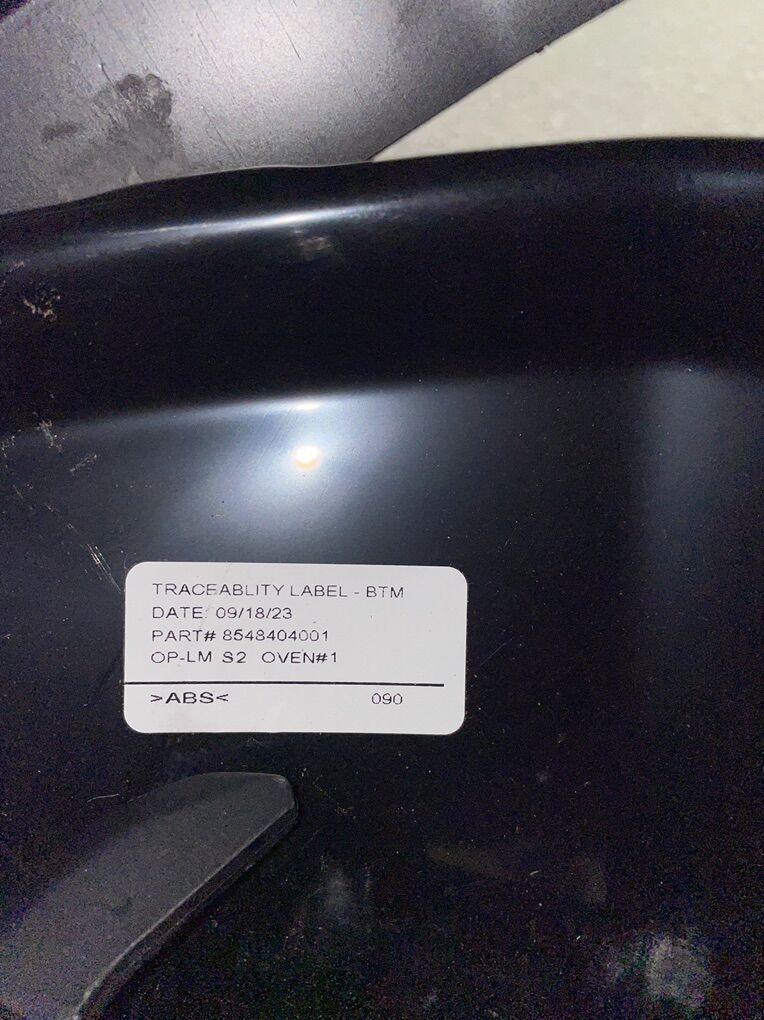 TRACEABLITY LABEL - BTM
DATE: 09/18/23
PART# 8548404001
OP-LM S2 OVEN#1
>ABS< 090